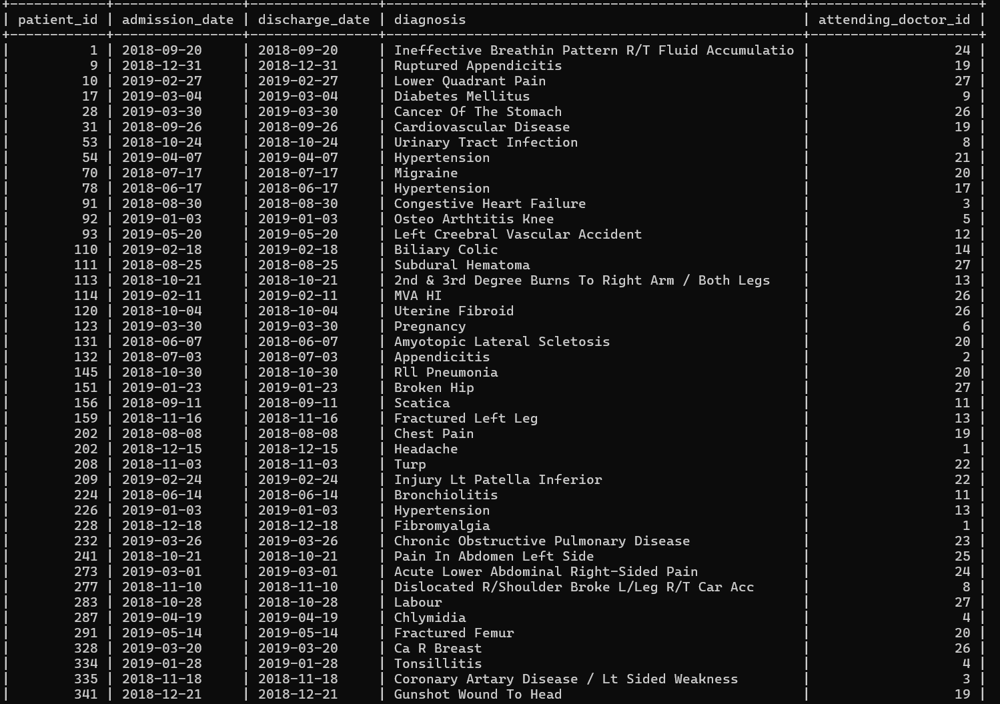 +------------+----------------+----------------+----------------------------------------------------+---------------------+
| patient_id | admission_date | discharge_date | diagnosis                                          | attending_doctor_id |
+------------+----------------+----------------+----------------------------------------------------+---------------------+
|          1 | 2018-09-20     | 2018-09-20     | Ineffective Breathin Pattern R/T Fluid Accumulatio |                  24 |
|          9 | 2018-12-31     | 2018-12-31     | Ruptured Appendicitis                              |                  19 |
|         10 | 2019-02-27     | 2019-02-27     | Lower Quadrant Pain                                |                  27 |
|         17 | 2019-03-04     | 2019-03-04     | Diabetes Mellitus                                  |                   9 |
|         28 | 2019-03-30     | 2019-03-30     | Cancer Of The Stomach                              |                  26 |
|         31 | 2018-09-26     | 2018-09-26     | Cardiovascular Disease                             |                  19 |
|         53 | 2018-10-24     | 2018-10-24     | Urinary Tract Infection                            |                   8 |
|         54 | 2019-04-07     | 2019-04-07     | Hypertension                                       |                  21 |
|         70 | 2018-07-17     | 2018-07-17     | Migraine                                           |                  20 |
|         78 | 2018-06-17     | 2018-06-17     | Hypertension                                       |                  17 |
|         91 | 2018-08-30     | 2018-08-30     | Congestive Heart Failure                           |                   3 |
|         92 | 2019-01-03     | 2019-01-03     | Osteo Arthtitis Knee                               |                   5 |
|         93 | 2019-05-20     | 2019-05-20     | Left Creebral Vascular Accident                    |                  12 |
|        110 | 2019-02-18     | 2019-02-18     | Biliary Colic                                      |                  14 |
|        111 | 2018-08-25     | 2018-08-25     | Subdural Hematoma                                  |                  27 |
|        113 | 2018-10-21     | 2018-10-21     | 2nd & 3rd Degree Burns To Right Arm / Both Legs    |                  13 |
|        114 | 2019-02-11     | 2019-02-11     | MVA HI                                             |                  26 |
|        120 | 2018-10-04     | 2018-10-04     | Uterine Fibroid                                    |                  26 |
|        123 | 2019-03-30     | 2019-03-30     | Pregnancy                                          |                   6 |
|        131 | 2018-06-07     | 2018-06-07     | Amyotopic Lateral Scletosis                        |                  20 |
|        132 | 2018-07-03     | 2018-07-03     | Appendicitis                                       |                   2 |
|        145 | 2018-10-30     | 2018-10-30     | Rll Pneumonia                                      |                  20 |
|        151 | 2019-01-23     | 2019-01-23     | Broken Hip                                         |                  27 |
|        156 | 2018-09-11     | 2018-09-11     | Scatica                                            |                  11 |
|        159 | 2018-11-16     | 2018-11-16     | Fractured Left Leg                                 |                  13 |
|        202 | 2018-08-08     | 2018-08-08     | Chest Pain                                         |                  19 |
|        202 | 2018-12-15     | 2018-12-15     | Headache                                           |                   1 |
|        208 | 2018-11-03     | 2018-11-03     | Turp                                               |                  22 |
|        209 | 2019-02-24     | 2019-02-24     | Injury Lt Patella Inferior                         |                  22 |
|        224 | 2018-06-14     | 2018-06-14     | Bronchiolitis                                      |                  11 |
|        226 | 2019-01-03     | 2019-01-03     | Hypertension                                       |                  13 |
|        228 | 2018-12-18     | 2018-12-18     | Fibromyalgia                                       |                   1 |
|        232 | 2019-03-26     | 2019-03-26     | Chronic Obstructive Pulmonary Disease              |                  23 |
|        241 | 2018-10-21     | 2018-10-21     | Pain In Abdomen Left Side                          |                  25 |
|        273 | 2019-03-01     | 2019-03-01     | Acute Lower Abdominal Right-Sided Pain             |                  24 |
|        277 | 2018-11-10     | 2018-11-10     | Dislocated R/Shoulder Broke L/Leg R/T Car Acc      |                   8 |
|        283 | 2018-10-28     | 2018-10-28     | Labour                                             |                  27 |
|        287 | 2019-04-19     | 2019-04-19     | Chlymidia                                          |                   4 |
|        291 | 2019-05-14     | 2019-05-14     | Fractured Femur                                    |                  20 |
|        328 | 2019-03-20     | 2019-03-20     | Ca R Breast                                        |                  26 |
|        334 | 2019-01-28     | 2019-01-28     | Tonsillitis                                        |                   4 |
|        335 | 2018-11-18     | 2018-11-18     | Coronary Artary Disease / Lt Sided Weakness        |                   3 |
|        341 | 2018-12-21     | 2018-12-21     | Gunshot Wound To Head                              |                  19 |